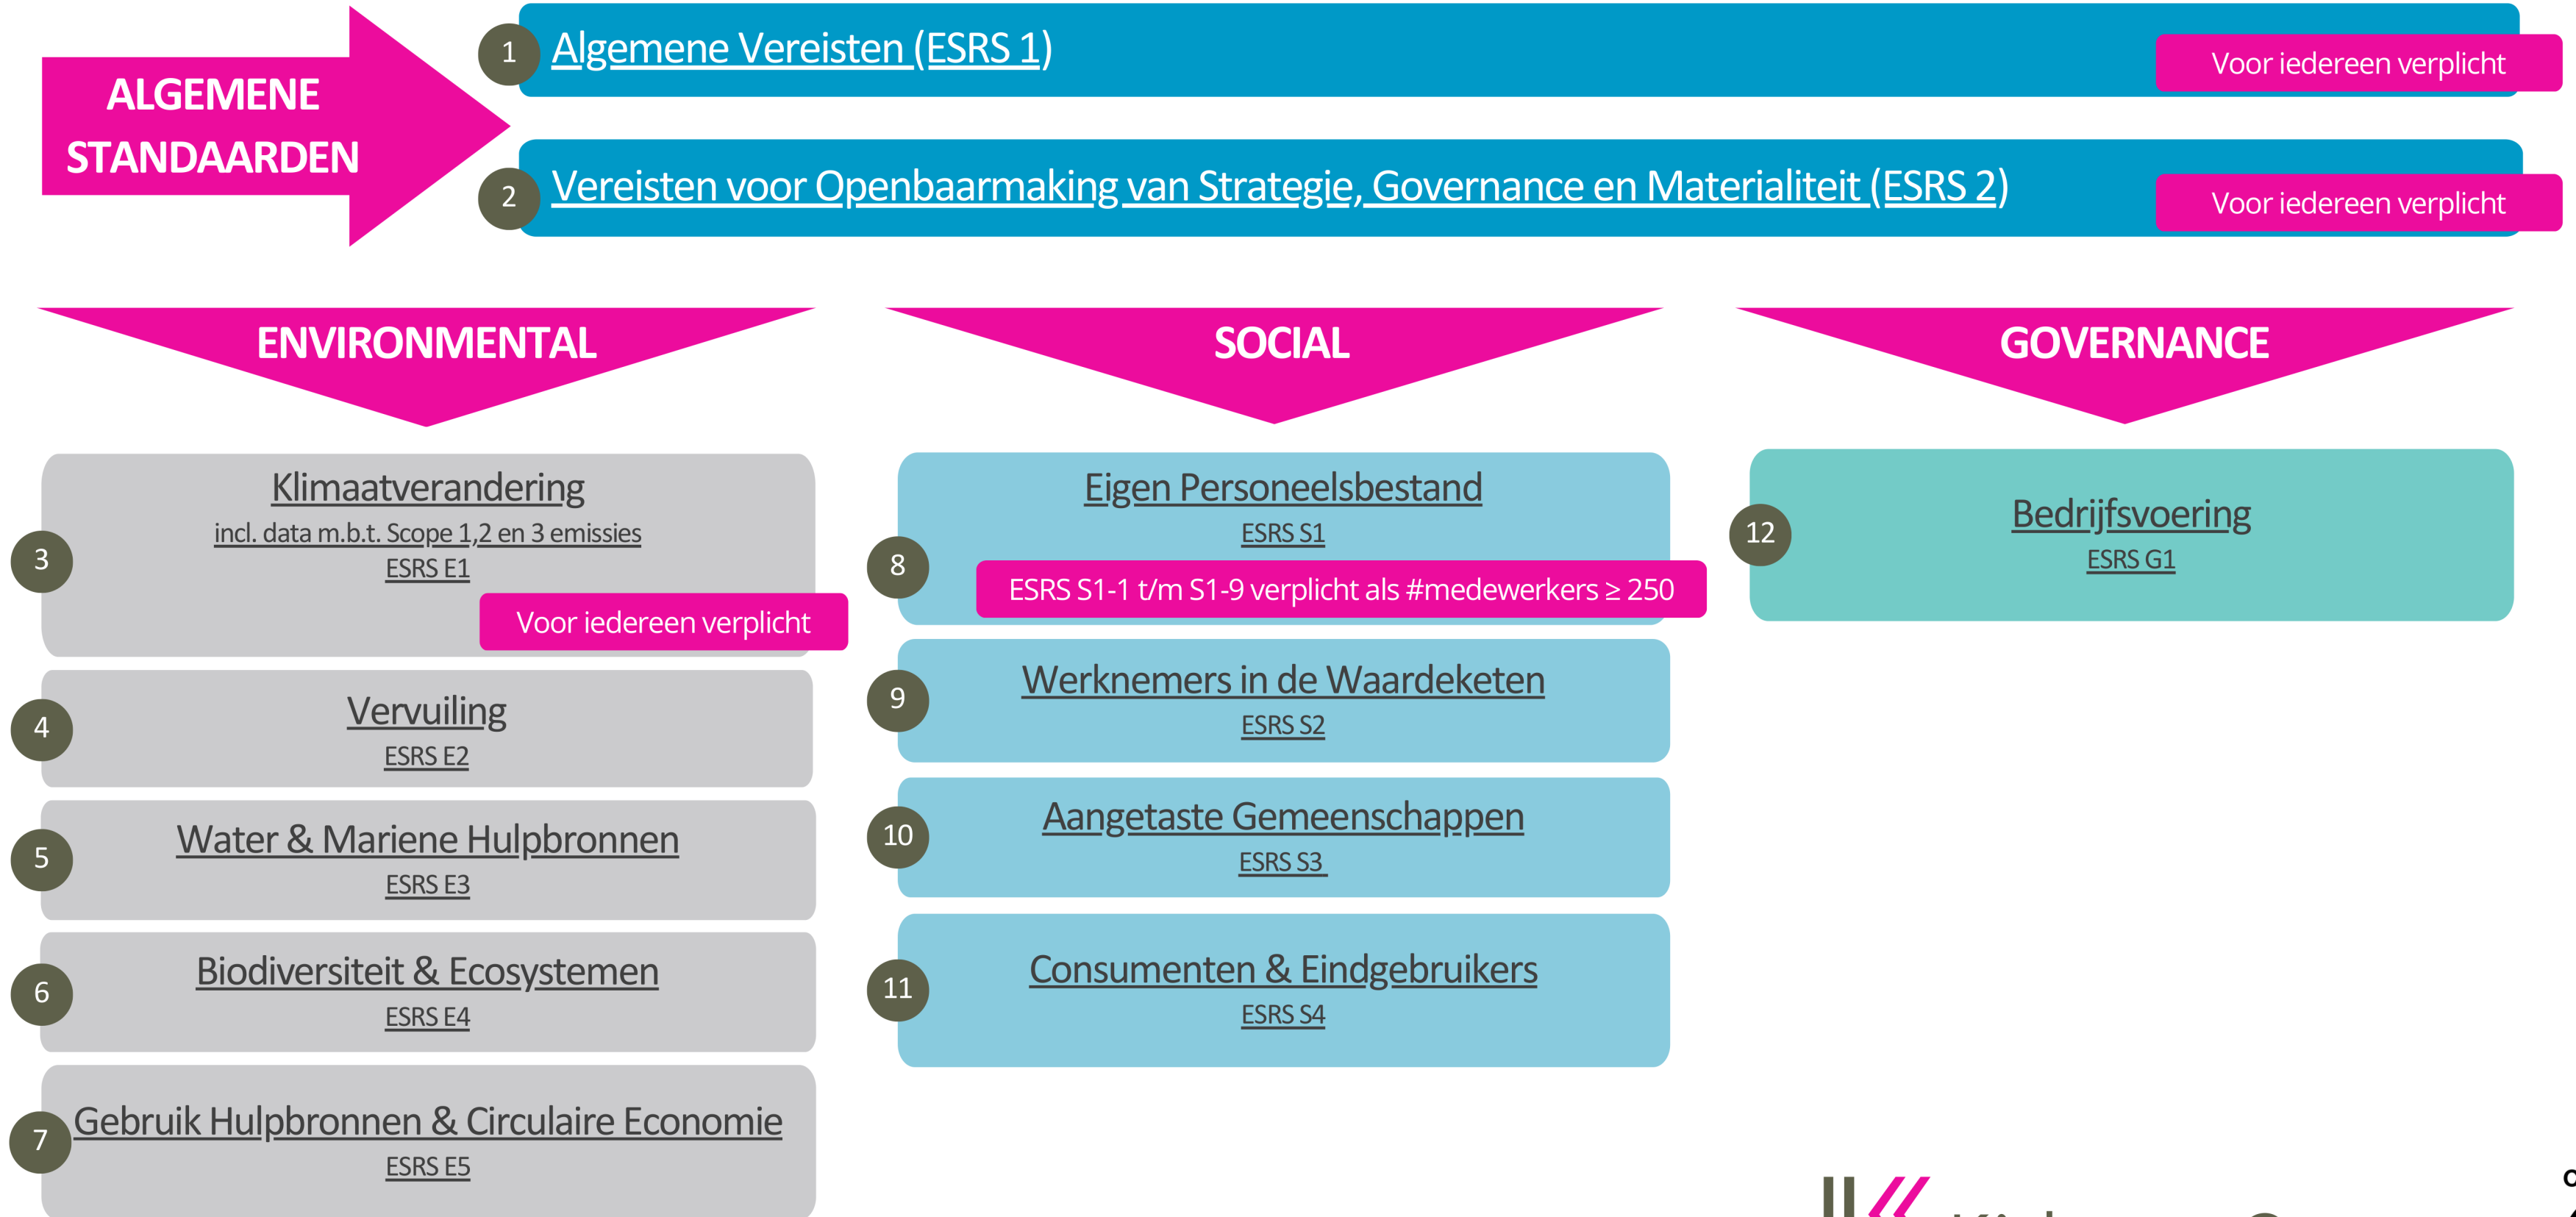 ALGEMENE
STANDAARDEN
1
Algemene Vereisten (ESRS 1)
Voor iedereen verplicht
2
Vereisten voor Openbaarmaking van Strategie, Governance en Materialiteit (ESRS 2)
Voor iedereen verplicht
ENVIRONMENTAL
3
Klimaatverandering
incl. data m.b.t. Scope 1,2 en 3 emissies
ESRS E1
Voor iedereen verplicht
4
Vervuiling
ESRS E2
5
Water & Mariene Hulpbronnen
ESRS E3
6
Biodiversiteit & Ecosystemen
ESRS E4
7
Gebruik Hulpbronnen & Circulaire Economie
ESRS E5
SOCIAL
8
Eigen Personeelsbestand
ESRS S1
ESRS S1-1 t/m S1-9 verplicht als #medewerkers ≥ 250
9
Werknemers in de Waardeketen
ESRS S2
10
Aangetaste Gemeenschappen
ESRS S3
11
Consumenten & Eindgebruikers
ESRS S4
GOVERNANCE
12
Bedrijfsvoering
ESRS G1